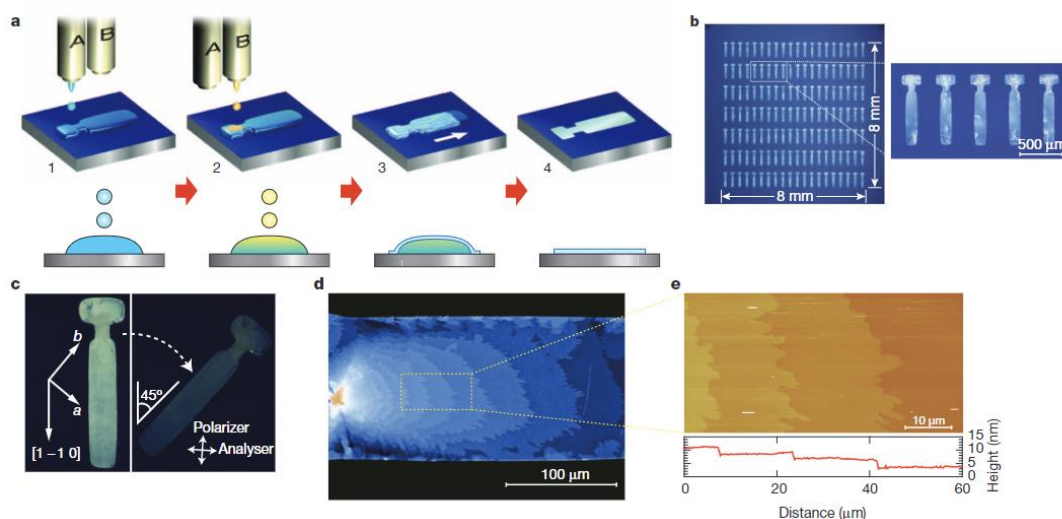 a
A B
A B
1
2
3
4
b
8 mm
8 mm
500 μm
c
b
a
[1 –1 0]
45°
Polarizer
Analyser
d
100 μm
e
10 μm
15
10
5
0
Height (nm)
0 20 40 60
Distance (μm)